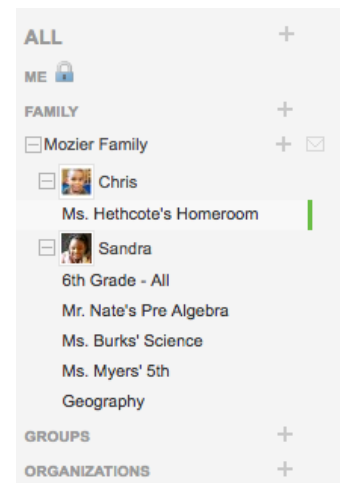 ALL
ME
FAMILY
Mozier Family
Chris
Ms. Hethcote's Homeroom
Sandra
6th Grade - All
Mr. Nate's Pre Algebra
Ms. Burks' Science
Ms. Myers' 5th
Geography
GROUPS
ORGANIZATIONS